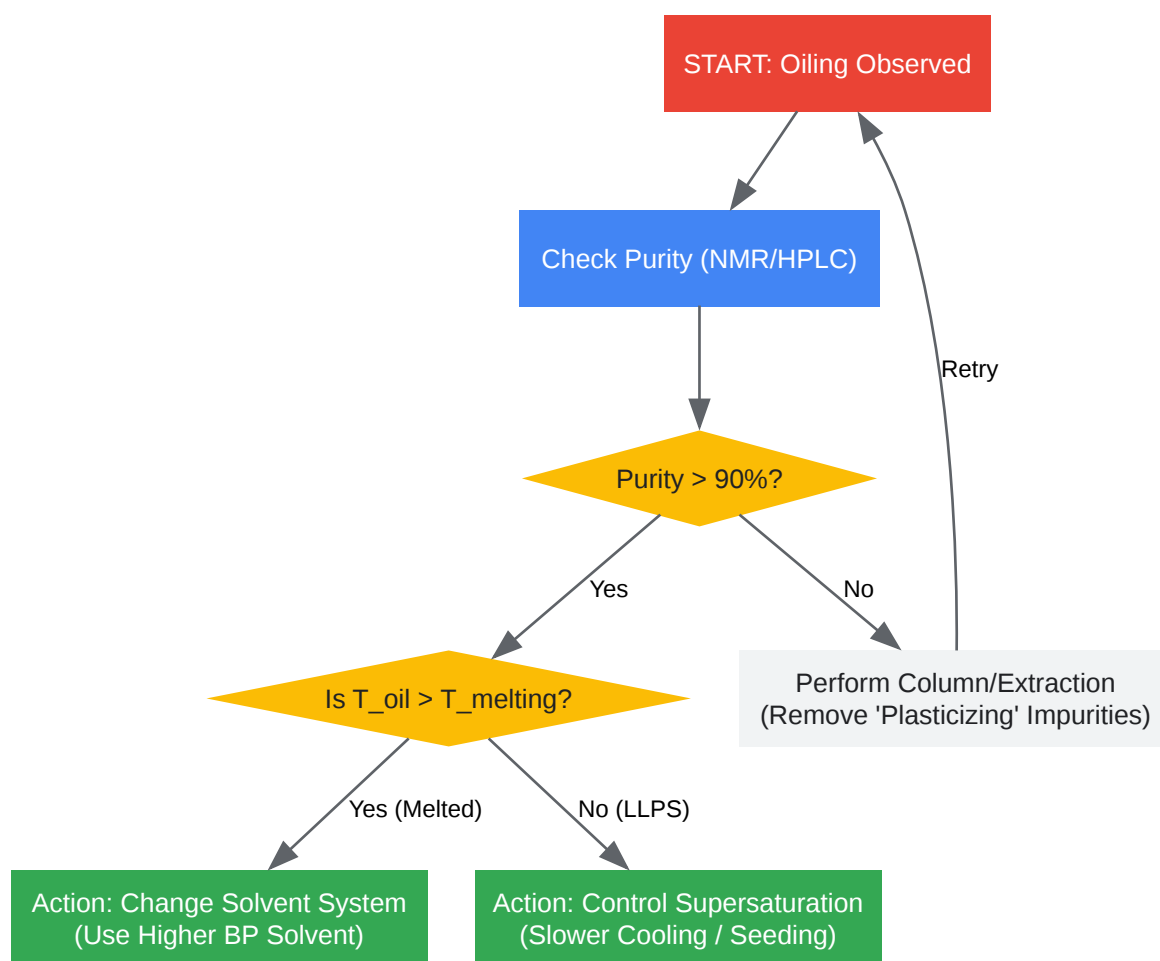 START: Oiling Observed
Check Purity (NMR/HPLC)
Retry
Purity > 90%?
Yes
No
Is T_oil > T_melting?
Perform Column/Extraction
(Remove 'Plasticizing' Impurities)
Yes (Melted)
No (LLPS)
Action: Change Solvent System
(Use Higher BP Solvent)
Action: Control Supersaturation
(Slower Cooling / Seeding)